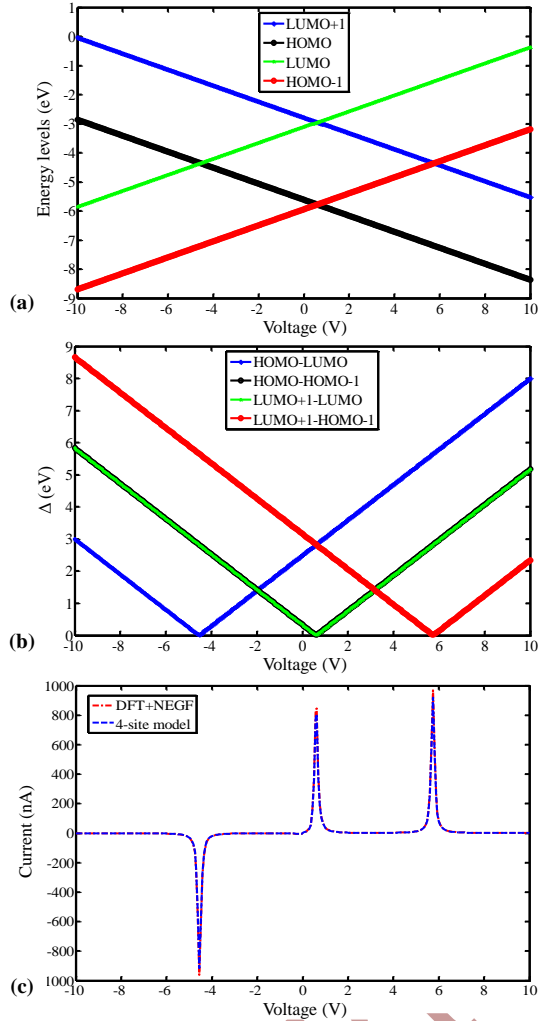 LUMO+1
HOMO
LUMO
HOMO-1
Energy levels (eV)
1
0
-1
-2
-3
-4
-5
-6
-7
-8
-9
-10 -8 -6 -4 -2 0 2 4 6 8 10
(a)
Voltage (V)
HOMO-LUMO
HOMO-HOMO-1
LUMO+1-LUMO
LUMO+1-HOMO-1
Δ (eV)
9
8
7
6
5
4
3
2
1
0
-10 -8 -6 -4 -2 0 2 4 6 8 10
(b)
Voltage (V)
DFT+NEGF
4-site model
Current (nA)
1000
800
600
400
200
0
-200
-400
-600
-800
1000
-10 -8 -6 -4 -2 0 2 4 6 8 10
(c)
Voltage (V)